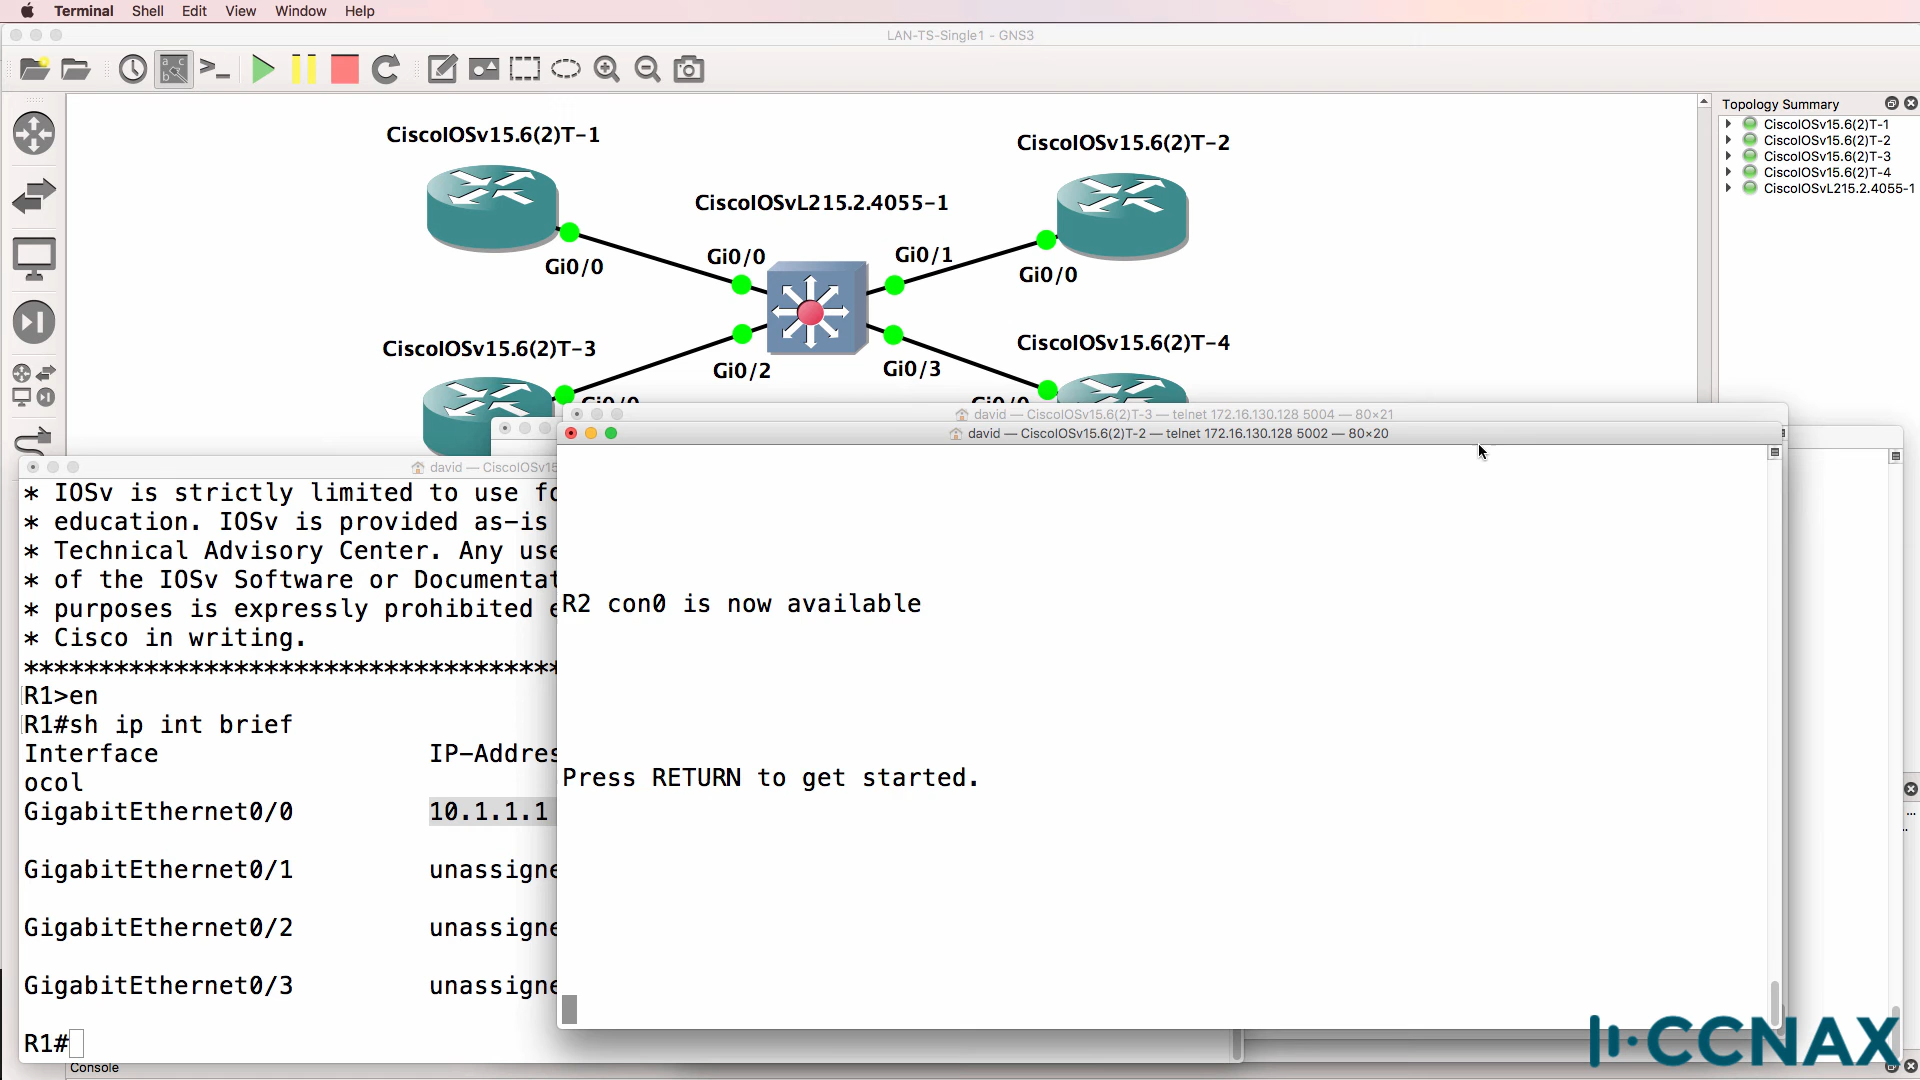 Terminal Shell Edit View Window Help
LAN-TS-Single1 - GNS3
CiscoIOSv15.6(2)T-1
CiscoIOSv15.6(2)T-2
CiscoIOSvL215.2.4055-1
Gi0/0
Gi0/0
Gi0/1
Gi0/0
CiscoIOSv15.6(2)T-3
CiscoIOSv15.6(2)T-4
Gi0/2
Gi0/3
Topology Summary
CiscoIOSv15.6(2)T-1
CiscoIOSv15.6(2)T-2
CiscoIOSv15.6(2)T-3
CiscoIOSv15.6(2)T-4
CiscoIOSvL215.2.4055-1
david — CiscoIOSv15.6(2)T-3 — telnet 172.16.130.128 5004 — 80×21
david — CiscoIOSv15.6(2)T-2 — telnet 172.16.130.128 5002 — 80×20
R2 con0 is now available
Press RETURN to get started.
david — CiscoIOSv15
* IOSv is strictly limited to use fo
* education. IOSv is provided as-is
* Technical Advisory Center. Any use
* of the IOSv Software or Documentat
* purposes is expressly prohibited e
* Cisco in writing.
************************************
R1>en
R1#sh ip int brief
Interface IP-Addres
ocol
GigabitEthernet0/0 10.1.1.1
GigabitEthernet0/1 unassigne
GigabitEthernet0/2 unassigne
GigabitEthernet0/3 unassigne
R1#
Console
CCNAX